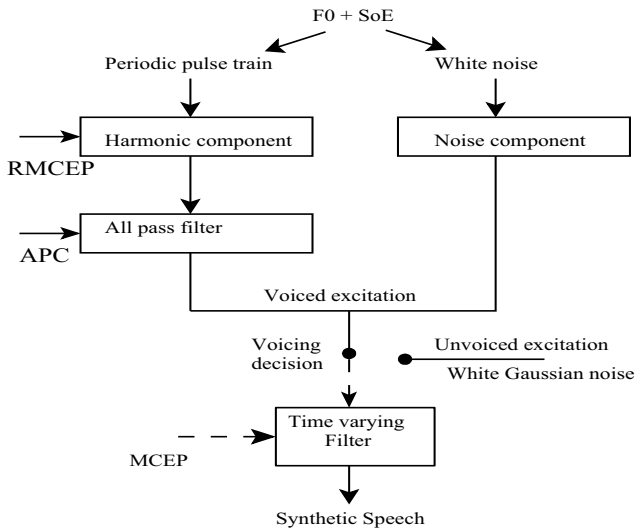 F0 + SoE
Periodic pulse train
White noise
Harmonic component
Noise component
RMCEP
All pass filter
APC
Voiced excitation
Voicing
decision
Unvoiced excitation
White Gaussian noise
Time varying
Filter
MCEP
Synthetic Speech